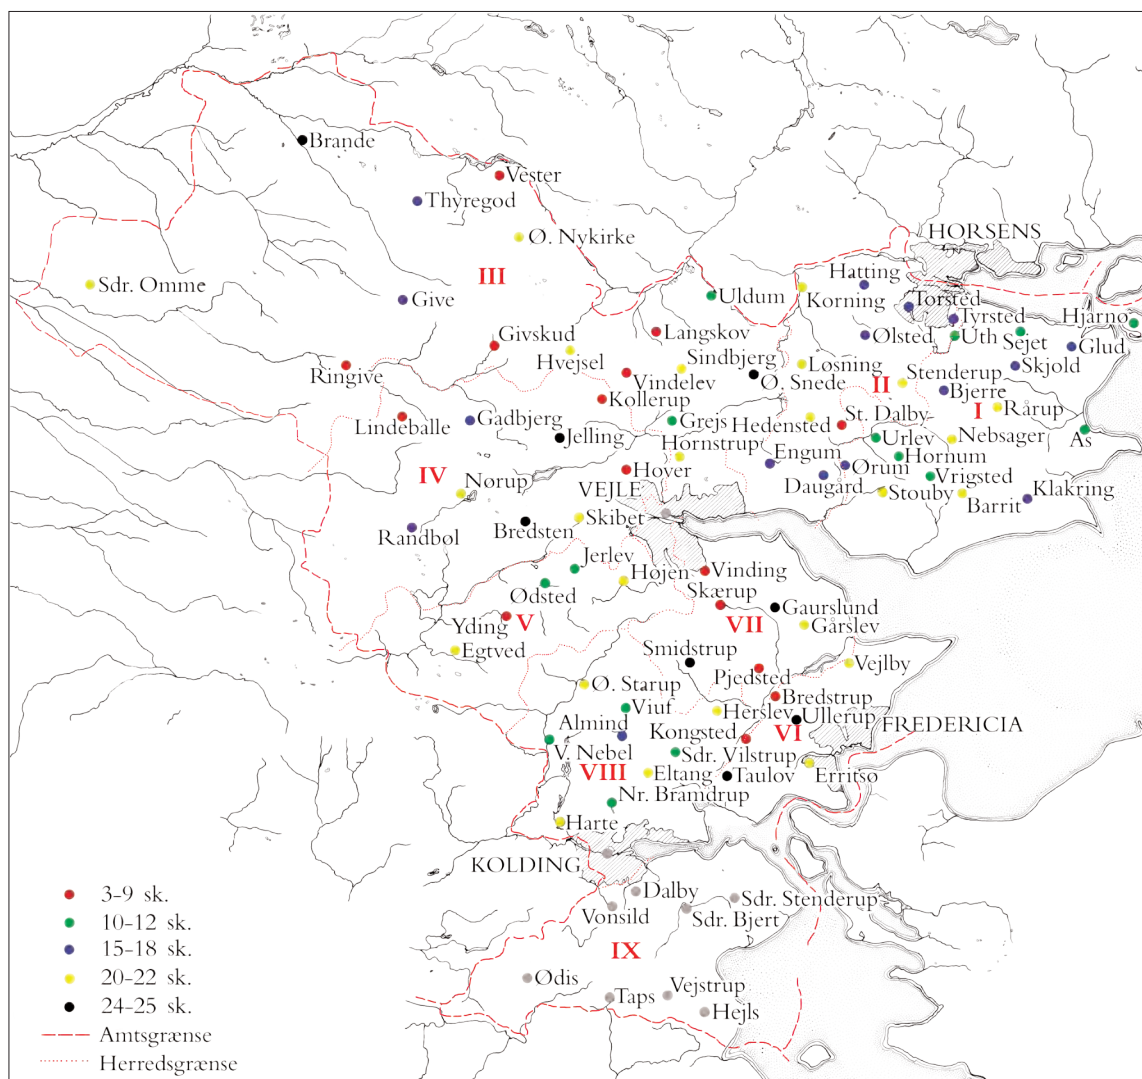 Brande
Vester
Thyregod
Ø. Nykirke
HORSENS
III
Hatting
Sdr. Omme
Uldum
Korning
Give
Torsted
Tyrsted
Hjarnø
Langskov
Givskud
Ølsted
Uth
Sejet
Glud
Hvejsel
Sindbjerg
Løsning
Skjold
Ringive
Vindelev
Ø. Snede
II
Stenderup
Bjerre
Kollerup
I
Rårup
Lindeballe
Gadbjerg
Grejs
Hedensted
St. Dalby
As
Jelling
Hornstrup
Urlev
Nebsager
Engum
Hornum
IV
Nørup
Hover
Ørum
Vrigsted
VEJLE
Daugård
Stouby
Barrit
Klakring
Randbøl
Bredsten
Skibet
Jerlev
Højen
Vinding
Ødsted
Skærup
Gaurslund
Yding
V
VII
Gårslev
Egtved
Smidstrup
Pjedsted
Vejlby
Ø. Starup
Bredstrup
Viuf
Herslev
Ullerup
FREDERICIA
Almind
Kongsted
VI
V. Nebel
Sdr. Vilstrup
VIII
Eltang
Taulov
Erritsø
Nr. Bramdrup
Harte
KOLDING
Dalby
Sdr. Stenderup
Vonsild
Sdr. Bjert
IX
Ødis
Vejstrup
Taps
Hejls
3-9 sk.
10-12 sk.
15-18 sk.
20-22 sk.
24-25 sk.
Amtsgrænse
Herredsgrænse